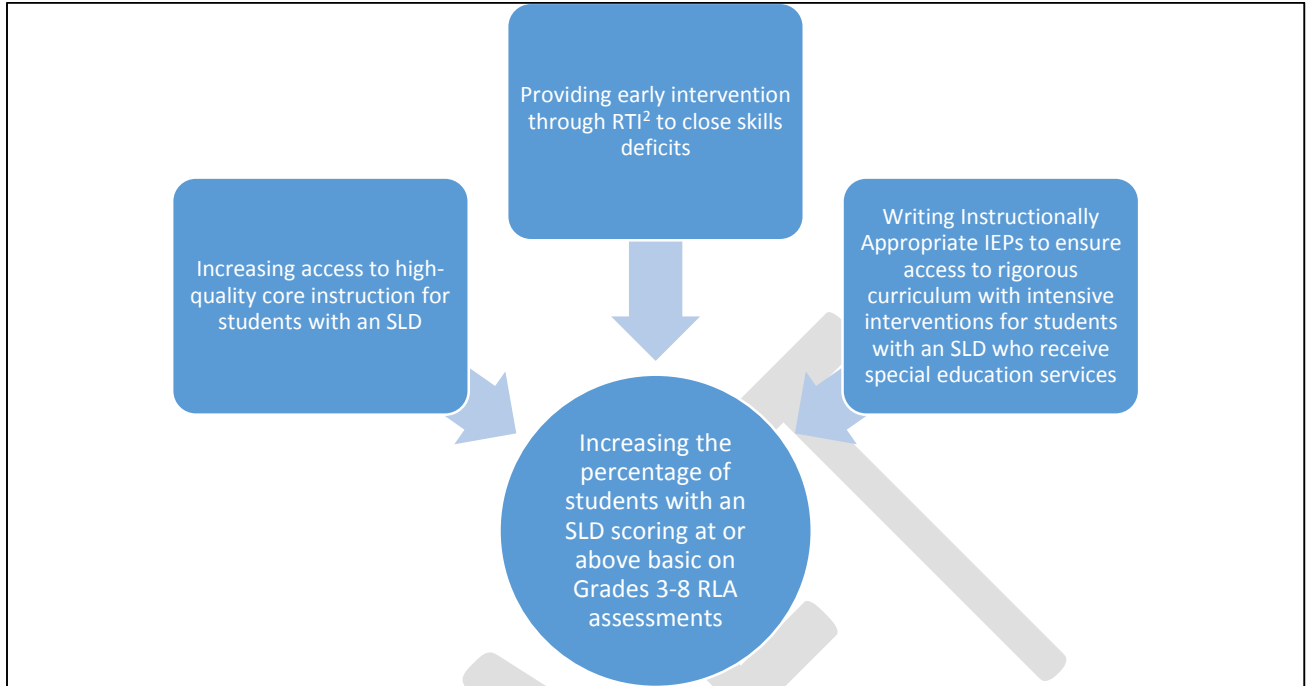 Providing early intervention
through RTI² to close skills
deficits
Increasing access to high-
quality core instruction for
students with an SLD
Writing Instructionally
Appropriate IEPs to ensure
access to rigorous
curriculum with intensive
interventions for students
with an SLD who receive
special education services
Increasing the
percentage of
students with an
SLD scoring at or
above basic on
Grades 3-8 RLA
assessments